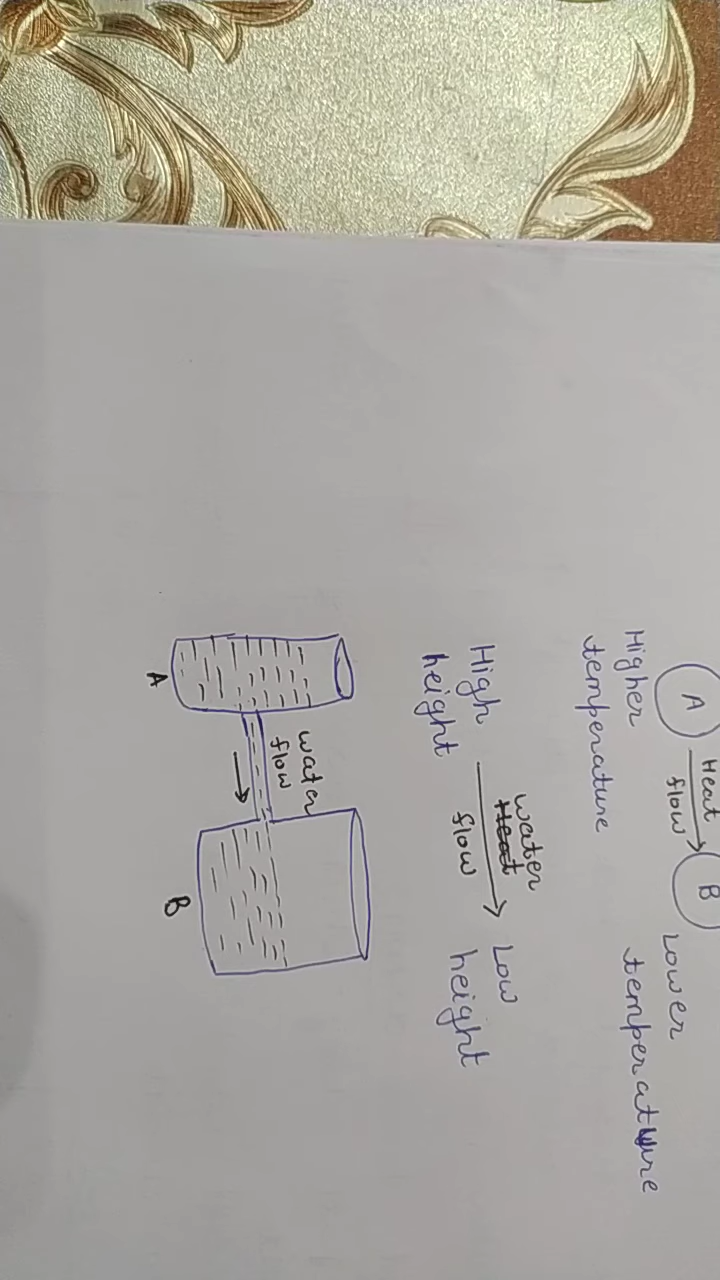 A
Heat
flow
B
Higher
temperature
Lower
temperature
High
height
water
flow
Low
height
water
flow
A
B